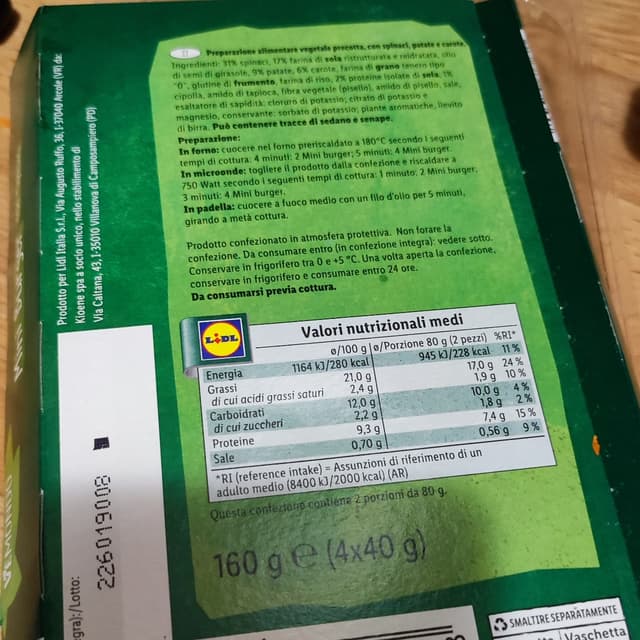 IT Preparazione alimentare vegetale precotta, con spinaci, patate e carote.
Ingredienti: 31% spinaci, 17% farina di soia ristrutturata e reidratata, olio
di semi di girasole, 9% patate, 6% carote, farina di grano tenero tipo
"0", glutine di frumento, farina di riso, 2% proteine isolate di soia, 1%
cipolla, amido di tapioca, fibra vegetale (pisello), amido di pisello, sale,
esaltatore di sapidità: cloruro di potassio; citrato di potassio e
magnesio, conservante: sorbato di potassio; piante aromatiche, lievito
di birra. Può contenere tracce di sedano e senape.
Preparazione:
In forno: cuocere nel forno preriscaldato a 180°C secondo i seguenti
tempi di cottura: 4 minuti: 2 Mini burger; 5 minuti: 4 Mini burger.
In microonde: togliere il prodotto dalla confezione e riscaldare a
750 Watt secondo i seguenti tempi di cottura: 1 minuto: 2 Mini burger;
3 minuti: 4 Mini burger.
In padella: cuocere a fuoco medio con un filo d'olio per 5 minuti,
girando a metà cottura.
Prodotto confezionato in atmosfera protettiva. Non forare la
confezione. Da consumare entro (in confezione integra): vedere sotto.
Conservare in frigorifero tra 0 e +5 °C. Una volta aperta la confezione,
conservare in frigorifero e consumare entro 24 ore.
Da consumarsi previa cottura.
LIDL
Valori nutrizionali medi
ø/100 g ø/Porzione 80 g (2 pezzi) %RI*
Energia 1164 kJ/280 kcal 945 kJ/228 kcal 11 %
Grassi 21,0 g 17,0 g 24 %
di cui acidi grassi saturi 2,4 g 1,9 g 10 %
Carboidrati 12,0 g 10,0 g 4 %
di cui zuccheri 2,2 g 1,8 g 2 %
Proteine 9,3 g 7,4 g 15 %
Sale 0,70 g 0,56 g 9 %
*RI (reference intake) = Assunzioni di riferimento di un
adulto medio (8400 kJ/2000 kcal) (AR)
Questa confezione contiene 2 porzioni da 80 g.
160 g e (4x40 g)
SMALTIRE SEPARATAMENTE
Vaschetta
Prodotto per Lidl Italia S.r.l., Via Augusto Ruffo, 36, I-37040 Arcole (VR) da:
Kioene spa a socio unico, nello stabilimento di
Via Caltana, 43, I-35010 Villanova di Camposampiero (PD)
226019008
gra):/Lotto:
VEMONDO